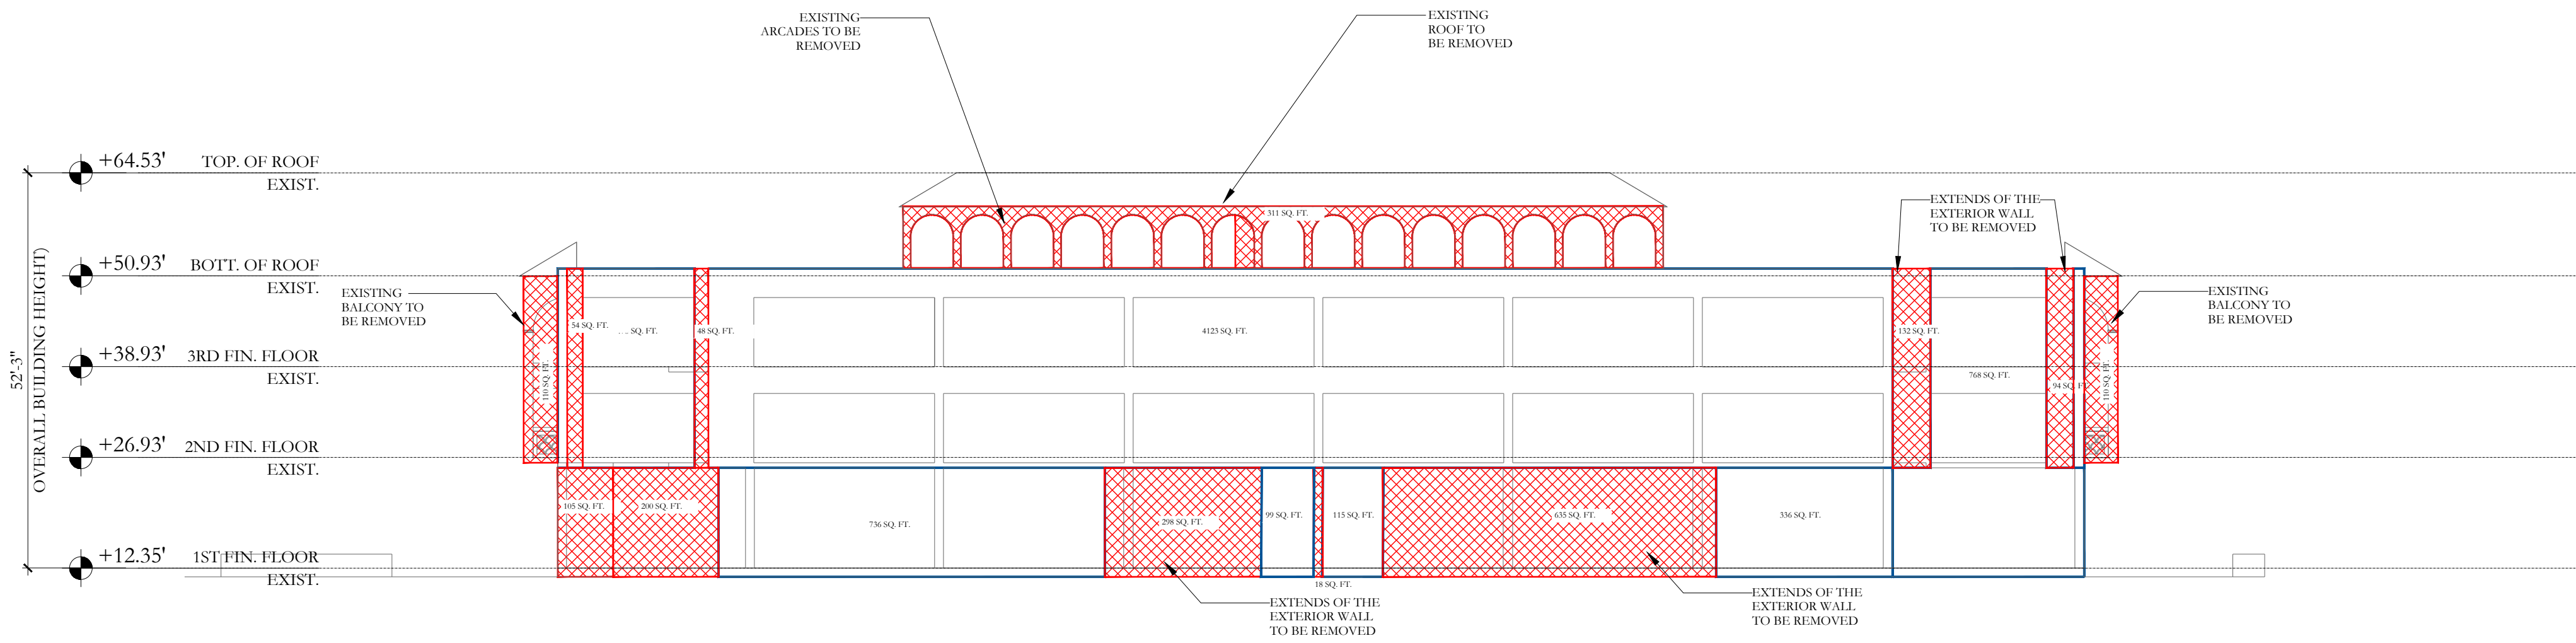 EXISTING
ARCADES TO BE
REMOVED
EXISTING
ROOF TO
BE REMOVED
+64.53' TOP. OF ROOF
EXIST.
EXTENDS OF THE
EXTERIOR WALL
TO BE REMOVED
311 SQ. FT.
+50.93' BOTT. OF ROOF
EXIST.
EXISTING
BALCONY TO
BE REMOVED
EXISTING
BALCONY TO
BE REMOVED
54 SQ. FT.
SQ. FT.
48 SQ. FT.
4123 SQ. FT.
132 SQ. FT.
+38.93' 3RD FIN. FLOOR
EXIST.
110 SQ. FT.
768 SQ. FT.
94 SQ. FT.
110 SQ. FT.
52'-3"
OVERALL BUILDING HEIGHT)
+26.93' 2ND FIN. FLOOR
EXIST.
105 SQ. FT.
200 SQ. FT.
736 SQ. FT.
298 SQ. FT.
99 SQ. FT.
115 SQ. FT.
635 SQ. FT.
336 SQ. FT.
+12.35' 1ST FIN. FLOOR
EXIST.
18 SQ. FT.
EXTENDS OF THE
EXTERIOR WALL
TO BE REMOVED
EXTENDS OF THE
EXTERIOR WALL
TO BE REMOVED